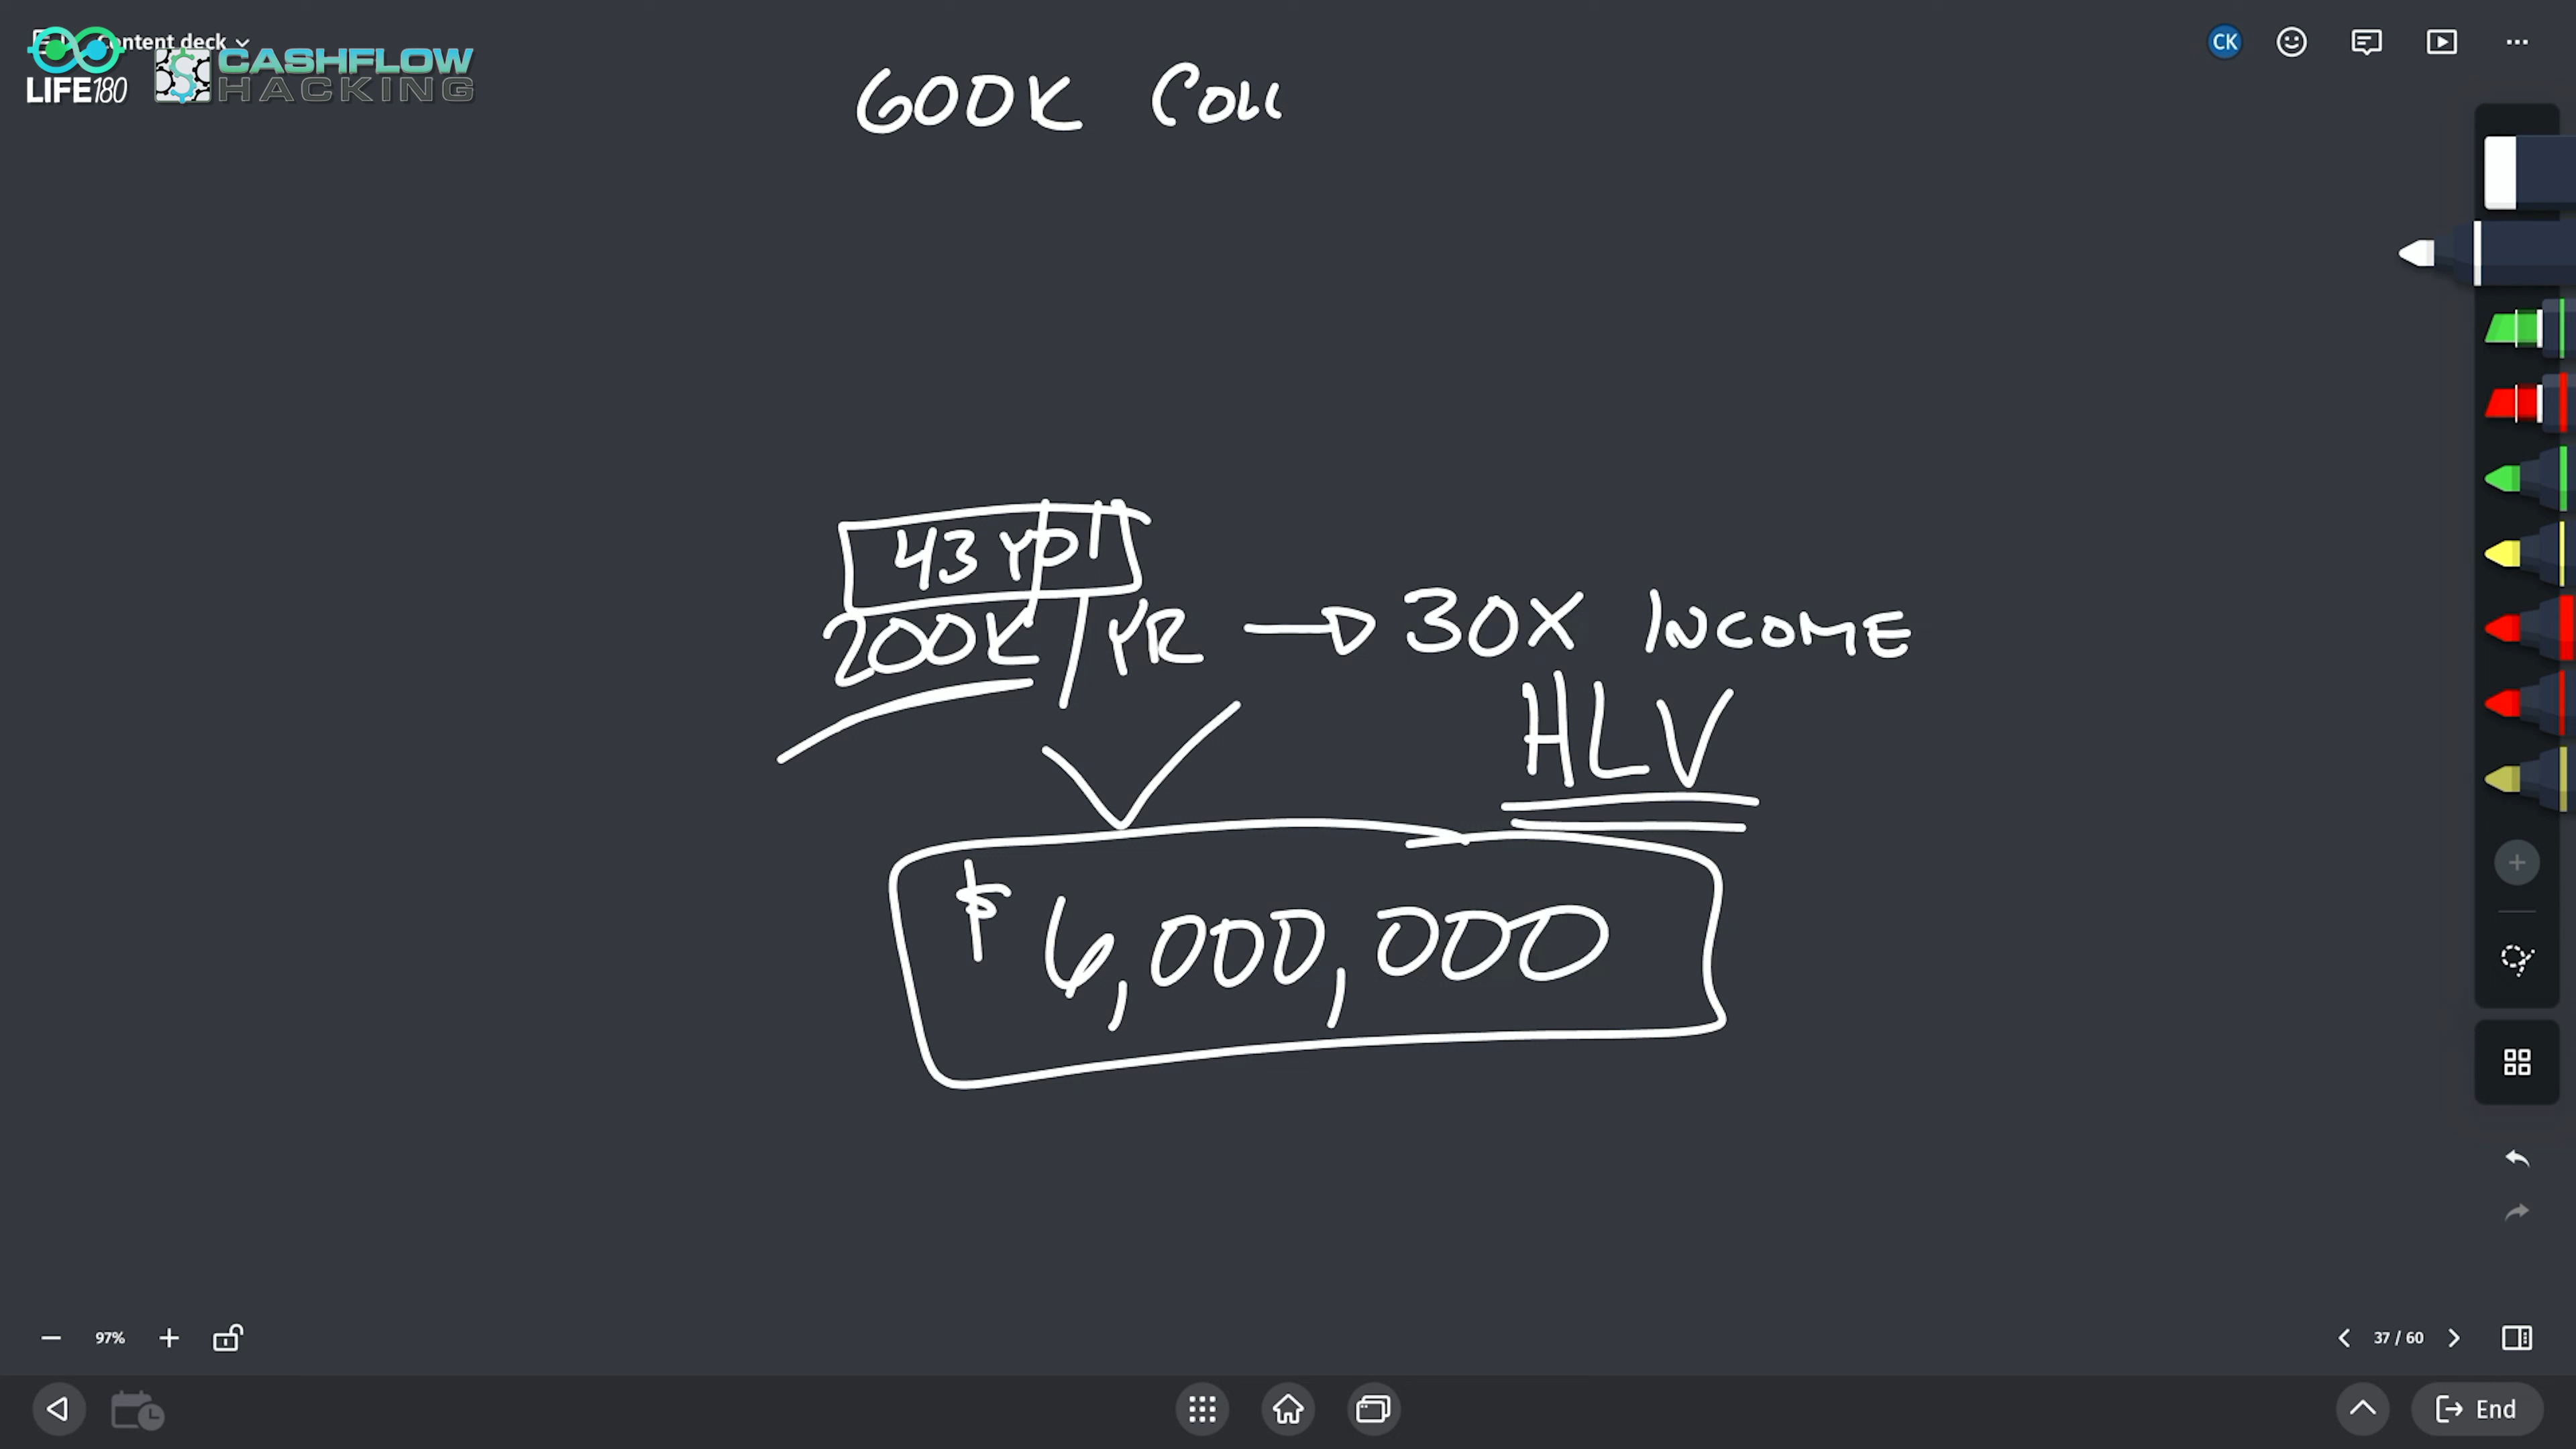 Content deck
LIFE180 CASHFLOW HACKING
CK
600K
43 yo
200K/YR → 30X INCOME
HLV
$6,000,000
97%
37 / 60
End